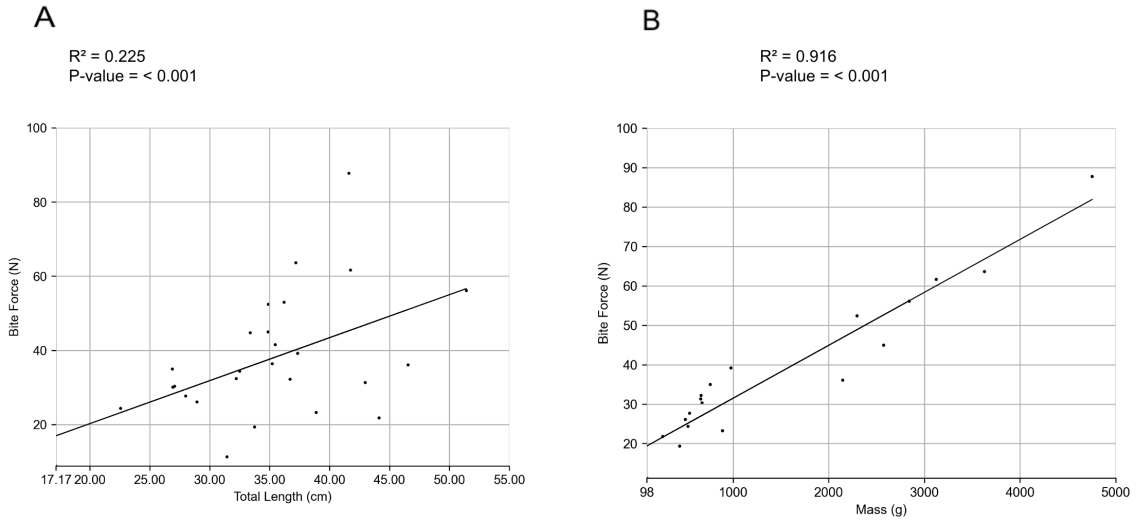 A
R² = 0.225
P-value = < 0.001
100
80
60
40
20
Bite Force (N)
17.17 20.00 25.00 30.00 35.00 40.00 45.00 50.00 55.00
Total Length (cm)
B
R² = 0.916
P-value = < 0.001
100
90
80
70
60
50
40
30
20
Bite Force (N)
98 1000 2000 3000 4000 5000
Mass (g)